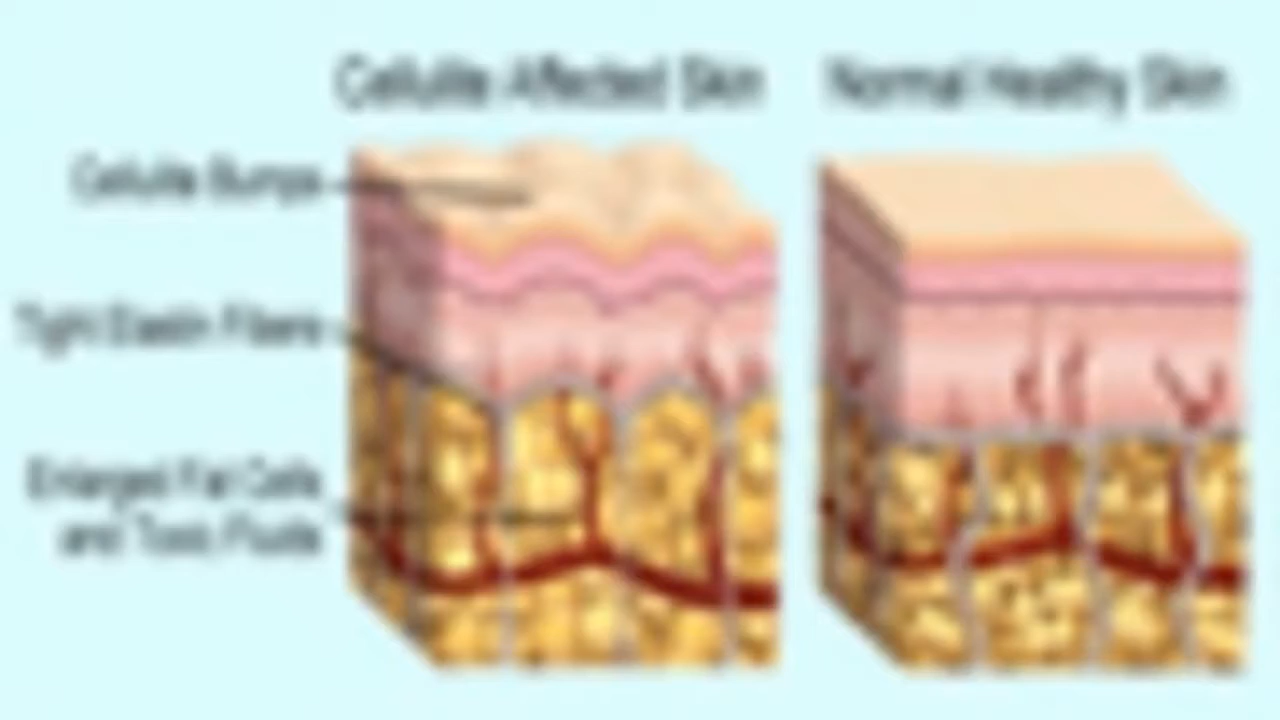 Cellulite Affected Skin
Normal Healthy Skin
Cellulite Bumps
Tight Elastin Fibers
Enlarged Fat Cells
and Toxic Fluids